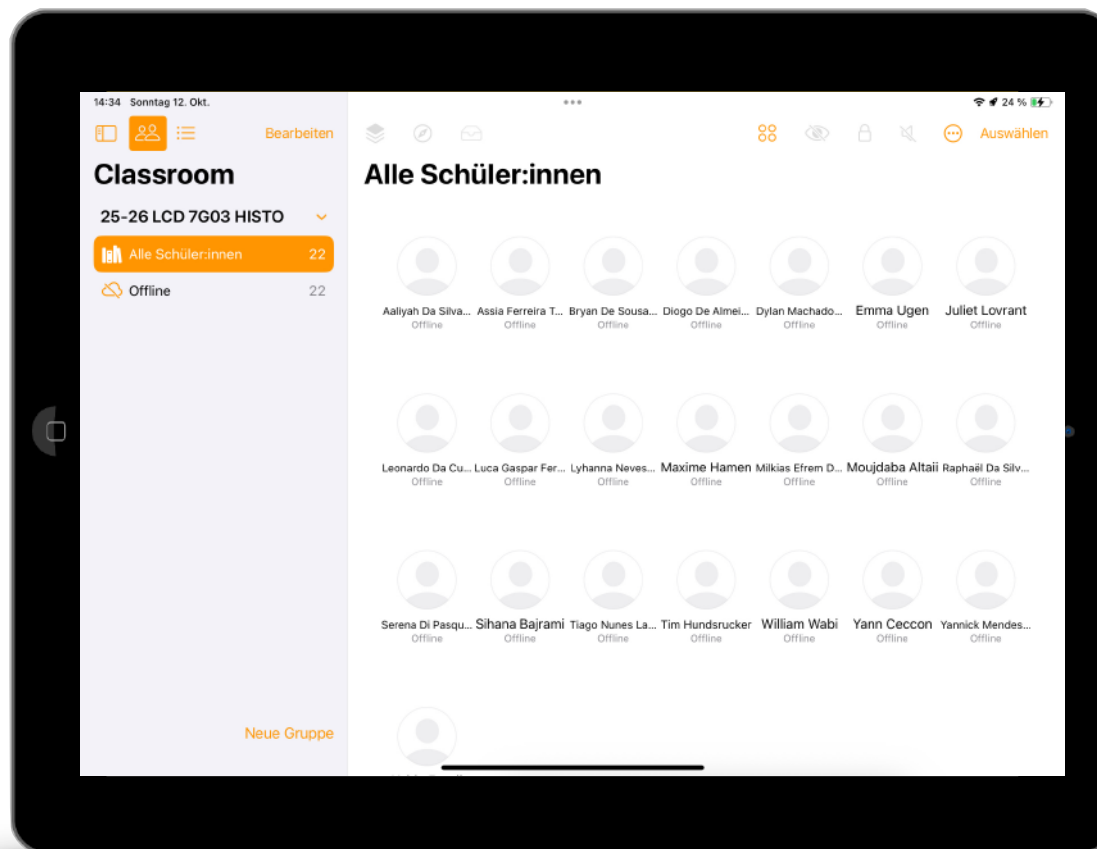 14:34 Sonntag 12. Okt.
24 %
Bearbeiten
Auswählen
Classroom
Alle Schüler:innen
25-26 LCD 7G03 HISTO
Alle Schüler:innen 22
Offline 22
Aaliyah Da Silva... Assia Ferreira T... Bryan De Sousa... Diogo De Almei... Dylan Machado... Emma Ugen Juliet Lovrant
Offline Offline Offline Offline Offline Offline Offline
Leonardo Da Cu... Luca Gaspar Fer... Lyhanna Neves... Maxime Hamen Milkias Efrem D... Moujdaba Altaii Raphaël Da Silv...
Offline Offline Offline Offline Offline Offline Offline
Serena Di Pasqu... Sihana Bajrami Tiago Nunes La... Tim Hundsrucker William Wabi Yann Ceccon Yannick Mendes...
Offline Offline Offline Offline Offline Offline Offline
Neue Gruppe